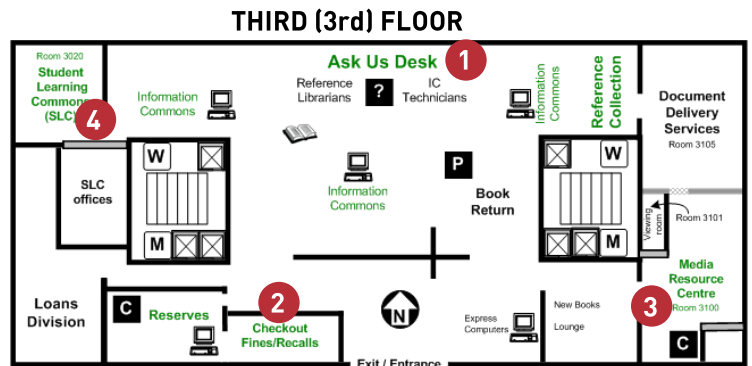 THIRD (3rd) FLOOR
Room 3020
Student
Learning
Commons
(SLC)
4
Information
Commons
Ask Us Desk
1
Reference
Librarians
?
IC
Technicians
Information
Commons
Reference
Collection
Document
Delivery
Services
Room 3105
SLC
offices
W
M
Information
Commons
P
Book
Return
W
M
Viewing
room
Room 3101
Media
Resource
Centre
Room 3100
3
C
Loans
Division
C
Reserves
2
Checkout
Fines/Recalls
N
Express
Computers
New Books
Lounge
Exit / Entrance